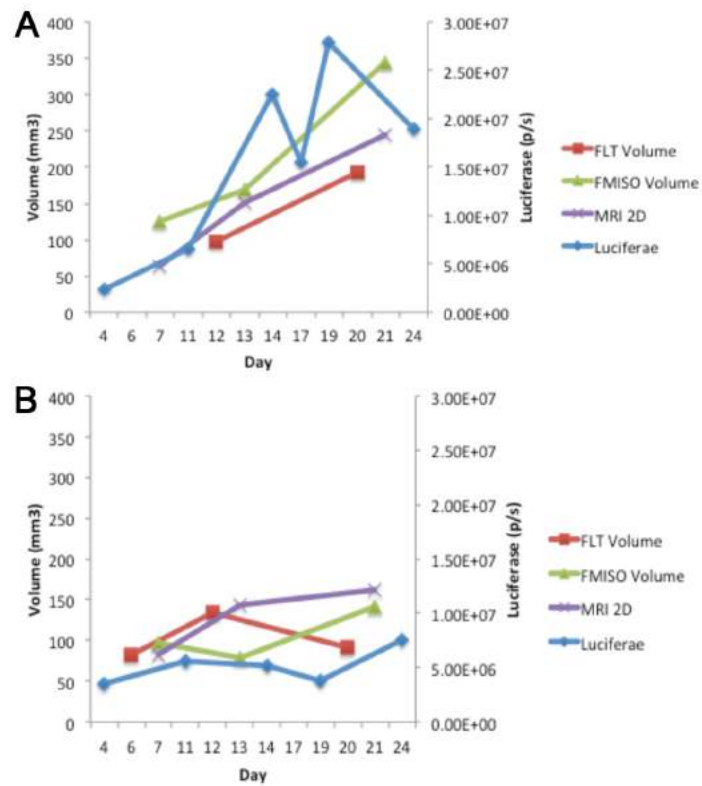 A
400
350
300
250
200
150
100
50
0
Volume (mm3)
3.00E+07
2.50E+07
2.00E+07
1.50E+07
1.00E+07
5.00E+06
0.00E+00
Luciferase (p/s)
4 6 7 11 12 13 14 17 19 20 21 24
Day
FLT Volume
FMISO Volume
MRI 2D
Luciferae
B
400
350
300
250
200
150
100
50
0
Volume (mm3)
3.00E+07
2.50E+07
2.00E+07
1.50E+07
1.00E+07
5.00E+06
0.00E+00
Luciferase (p/s)
4 6 7 11 12 13 14 17 19 20 21 24
Day
FLT Volume
FMISO Volume
MRI 2D
Luciferae